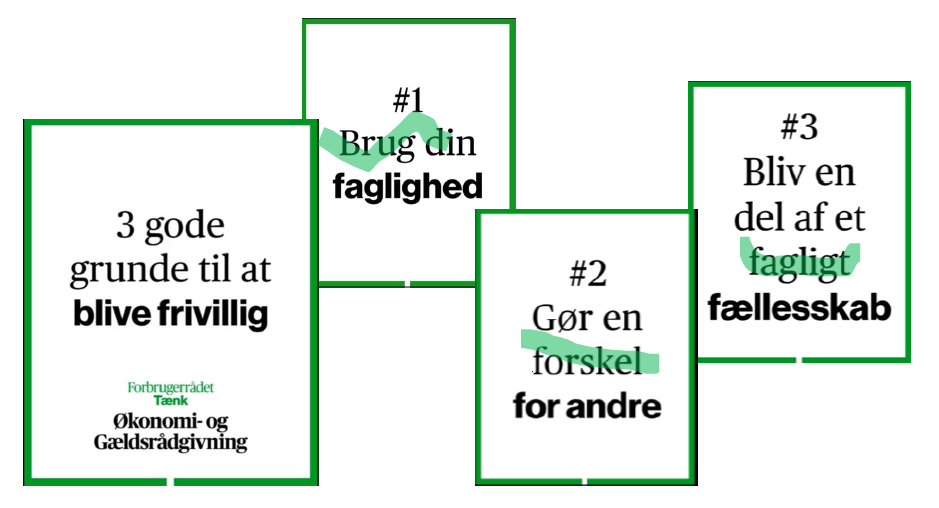 3 gode
grunde til at
blive frivillig
Forbrugerrådet
Tænk
Økonomi- og
Gældsrådgivning
#1
Brug din
faglighed
#2
Gør en
forskel
for andre
#3
Bliv en
del af et
fagligt
fællesskab